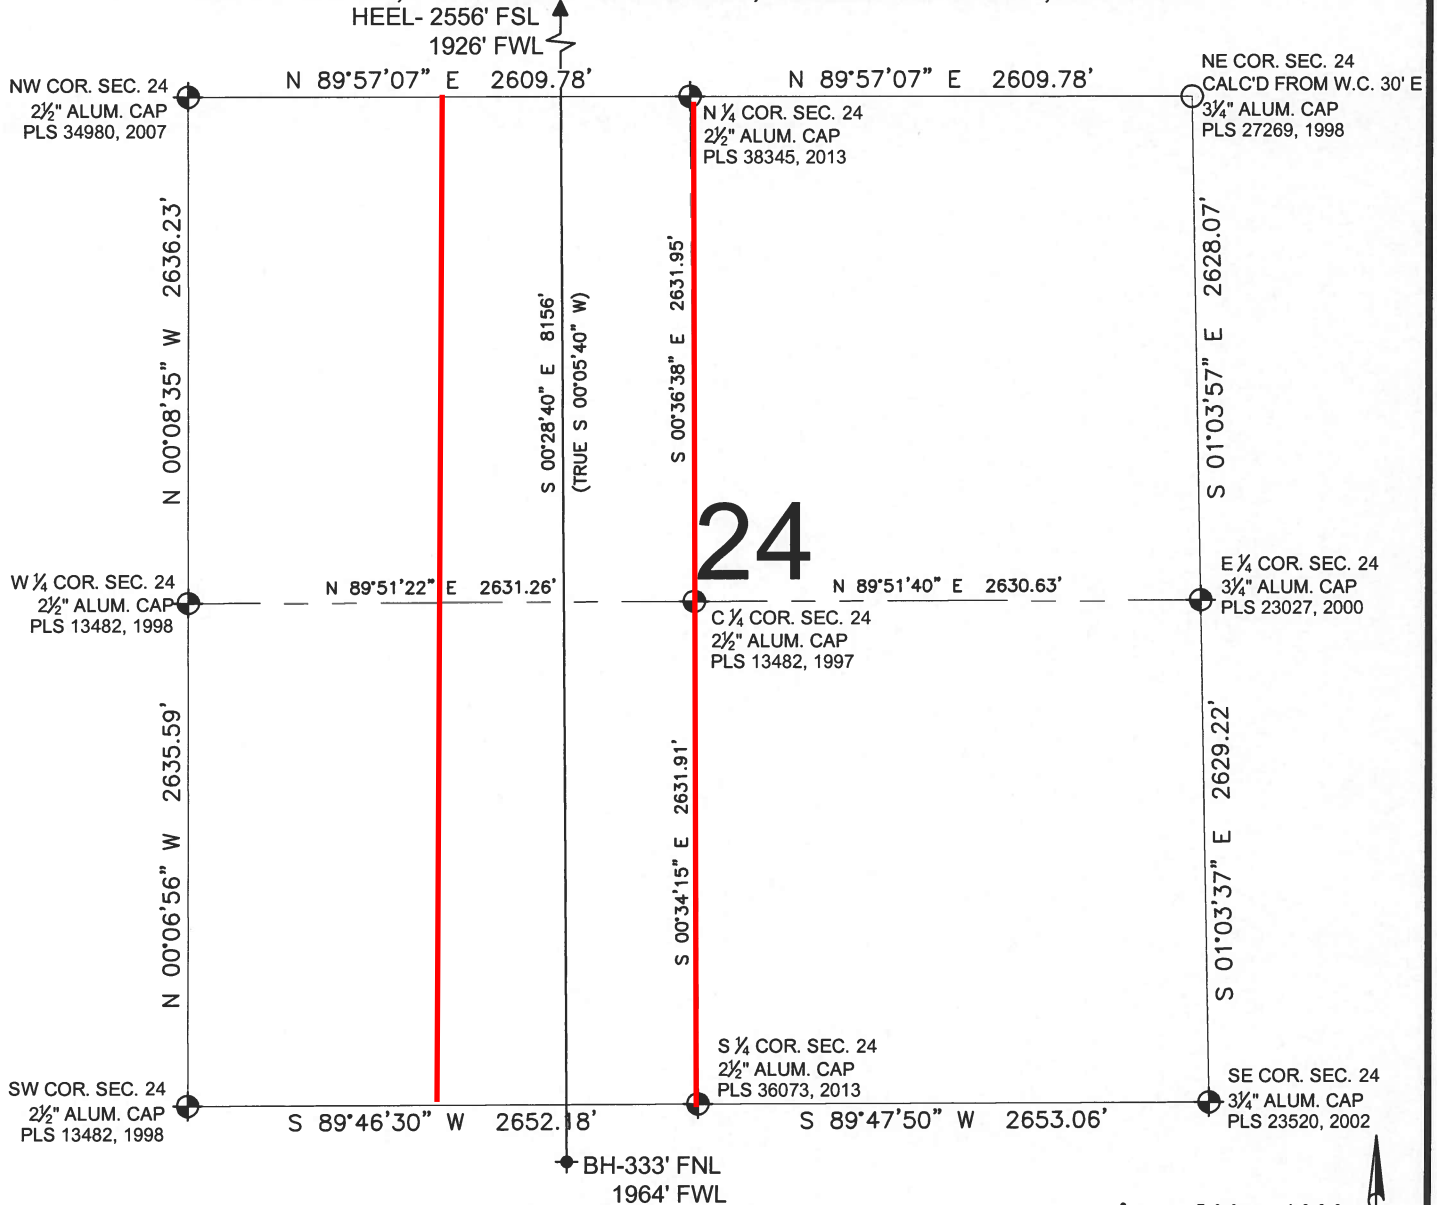 HEEL- 2556' FSL
1926' FWL
N 89°57'07" E 2609.78'
N 89°57'07" E 2609.78'
NW COR. SEC. 24
2½" ALUM. CAP
PLS 34980, 2007
N ¼ COR. SEC. 24
2½" ALUM. CAP
PLS 38345, 2013
NE COR. SEC. 24
CALC'D FROM W.C. 30' E
3¼" ALUM. CAP
PLS 27269, 1998
N 00°08'35" W 2636.23'
S 00°28'40" E 8156'
(TRUE S 00°05'40" W)
S 00°36'38" E 2631.95'
S 01°03'57" E 2628.07'
24
W ¼ COR. SEC. 24
2½" ALUM. CAP
PLS 13482, 1998
N 89°51'22" E 2631.26'
N 89°51'40" E 2630.63'
C ¼ COR. SEC. 24
2½" ALUM. CAP
PLS 13482, 1997
E ¼ COR. SEC. 24
3¼" ALUM. CAP
PLS 23027, 2000
N 00°06'56" W 2635.59'
S 00°34'15" E 2631.91'
S 01°03'37" E 2629.22'
SW COR. SEC. 24
2½" ALUM. CAP
PLS 13482, 1998
S ¼ COR. SEC. 24
2½" ALUM. CAP
PLS 36073, 2013
SE COR. SEC. 24
3¼" ALUM. CAP
PLS 23520, 2002
S 89°46'30" W 2652.18'
S 89°47'50" W 2653.06'
BH-333' FNL
1964' FWL